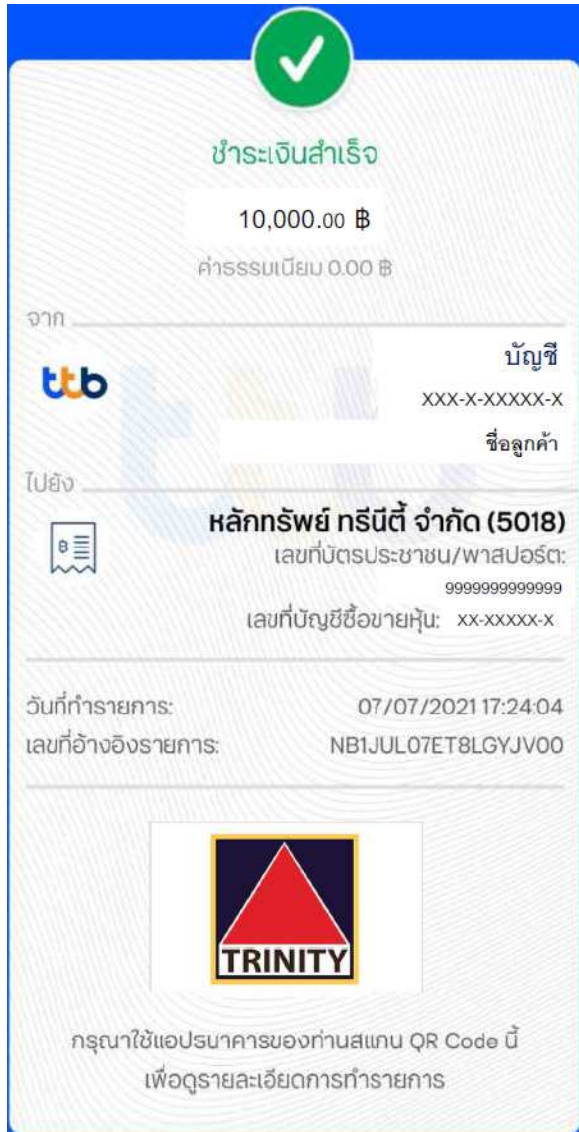 ชำระเงินสำเร็จ
10,000.00 ฿
ค่าธรรมเนียม 0.00 ฿
จาก
ttb
บัญชี
XXX-X-XXXXX-X
ชื่อลูกค้า
ไปยัง
หลักทรัพย์ ทรีนีตี้ จำกัด (5018)
เลขที่บัตรประชาชน/พาสปอร์ต:
9999999999999
เลขที่บัญชีซื้อขายหุ้น: XX-XXXXX-X
วันที่ทำรายการ: 07/07/2021 17:24:04
เลขที่อ้างอิงรายการ: NB1JUL07ET8LGYJV00
TRINITY
กรุณาใช้แอปธนาคารของท่านสแกน QR Code นี้
เพื่อดูรายละเอียดการทำรายการ